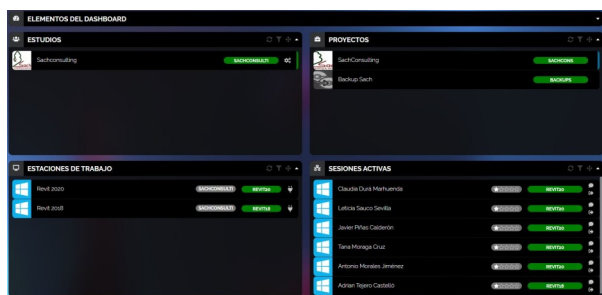 ELEMENTOS DEL DASHBOARD
ESTUDIOS
Sachconsulting SACHCONSULTI
PROYECTOS
SachConsulting SACHCONS
Backup Sach BACKUPS
ESTACIONES DE TRABAJO
Revit 2020 SACHCONSULTI REVIT20
Revit 2018 SACHCONSULTI REVIT18
SESIONES ACTIVAS
Claudia Durá Marhuenda REVIT20
Leticia Sauco Sevilla REVIT20
Javier Piñas Calderón REVIT20
Tana Moraga Cruz REVIT20
Antonio Morales Jiménez REVIT20
Adrian Tejero Castelló REVIT18